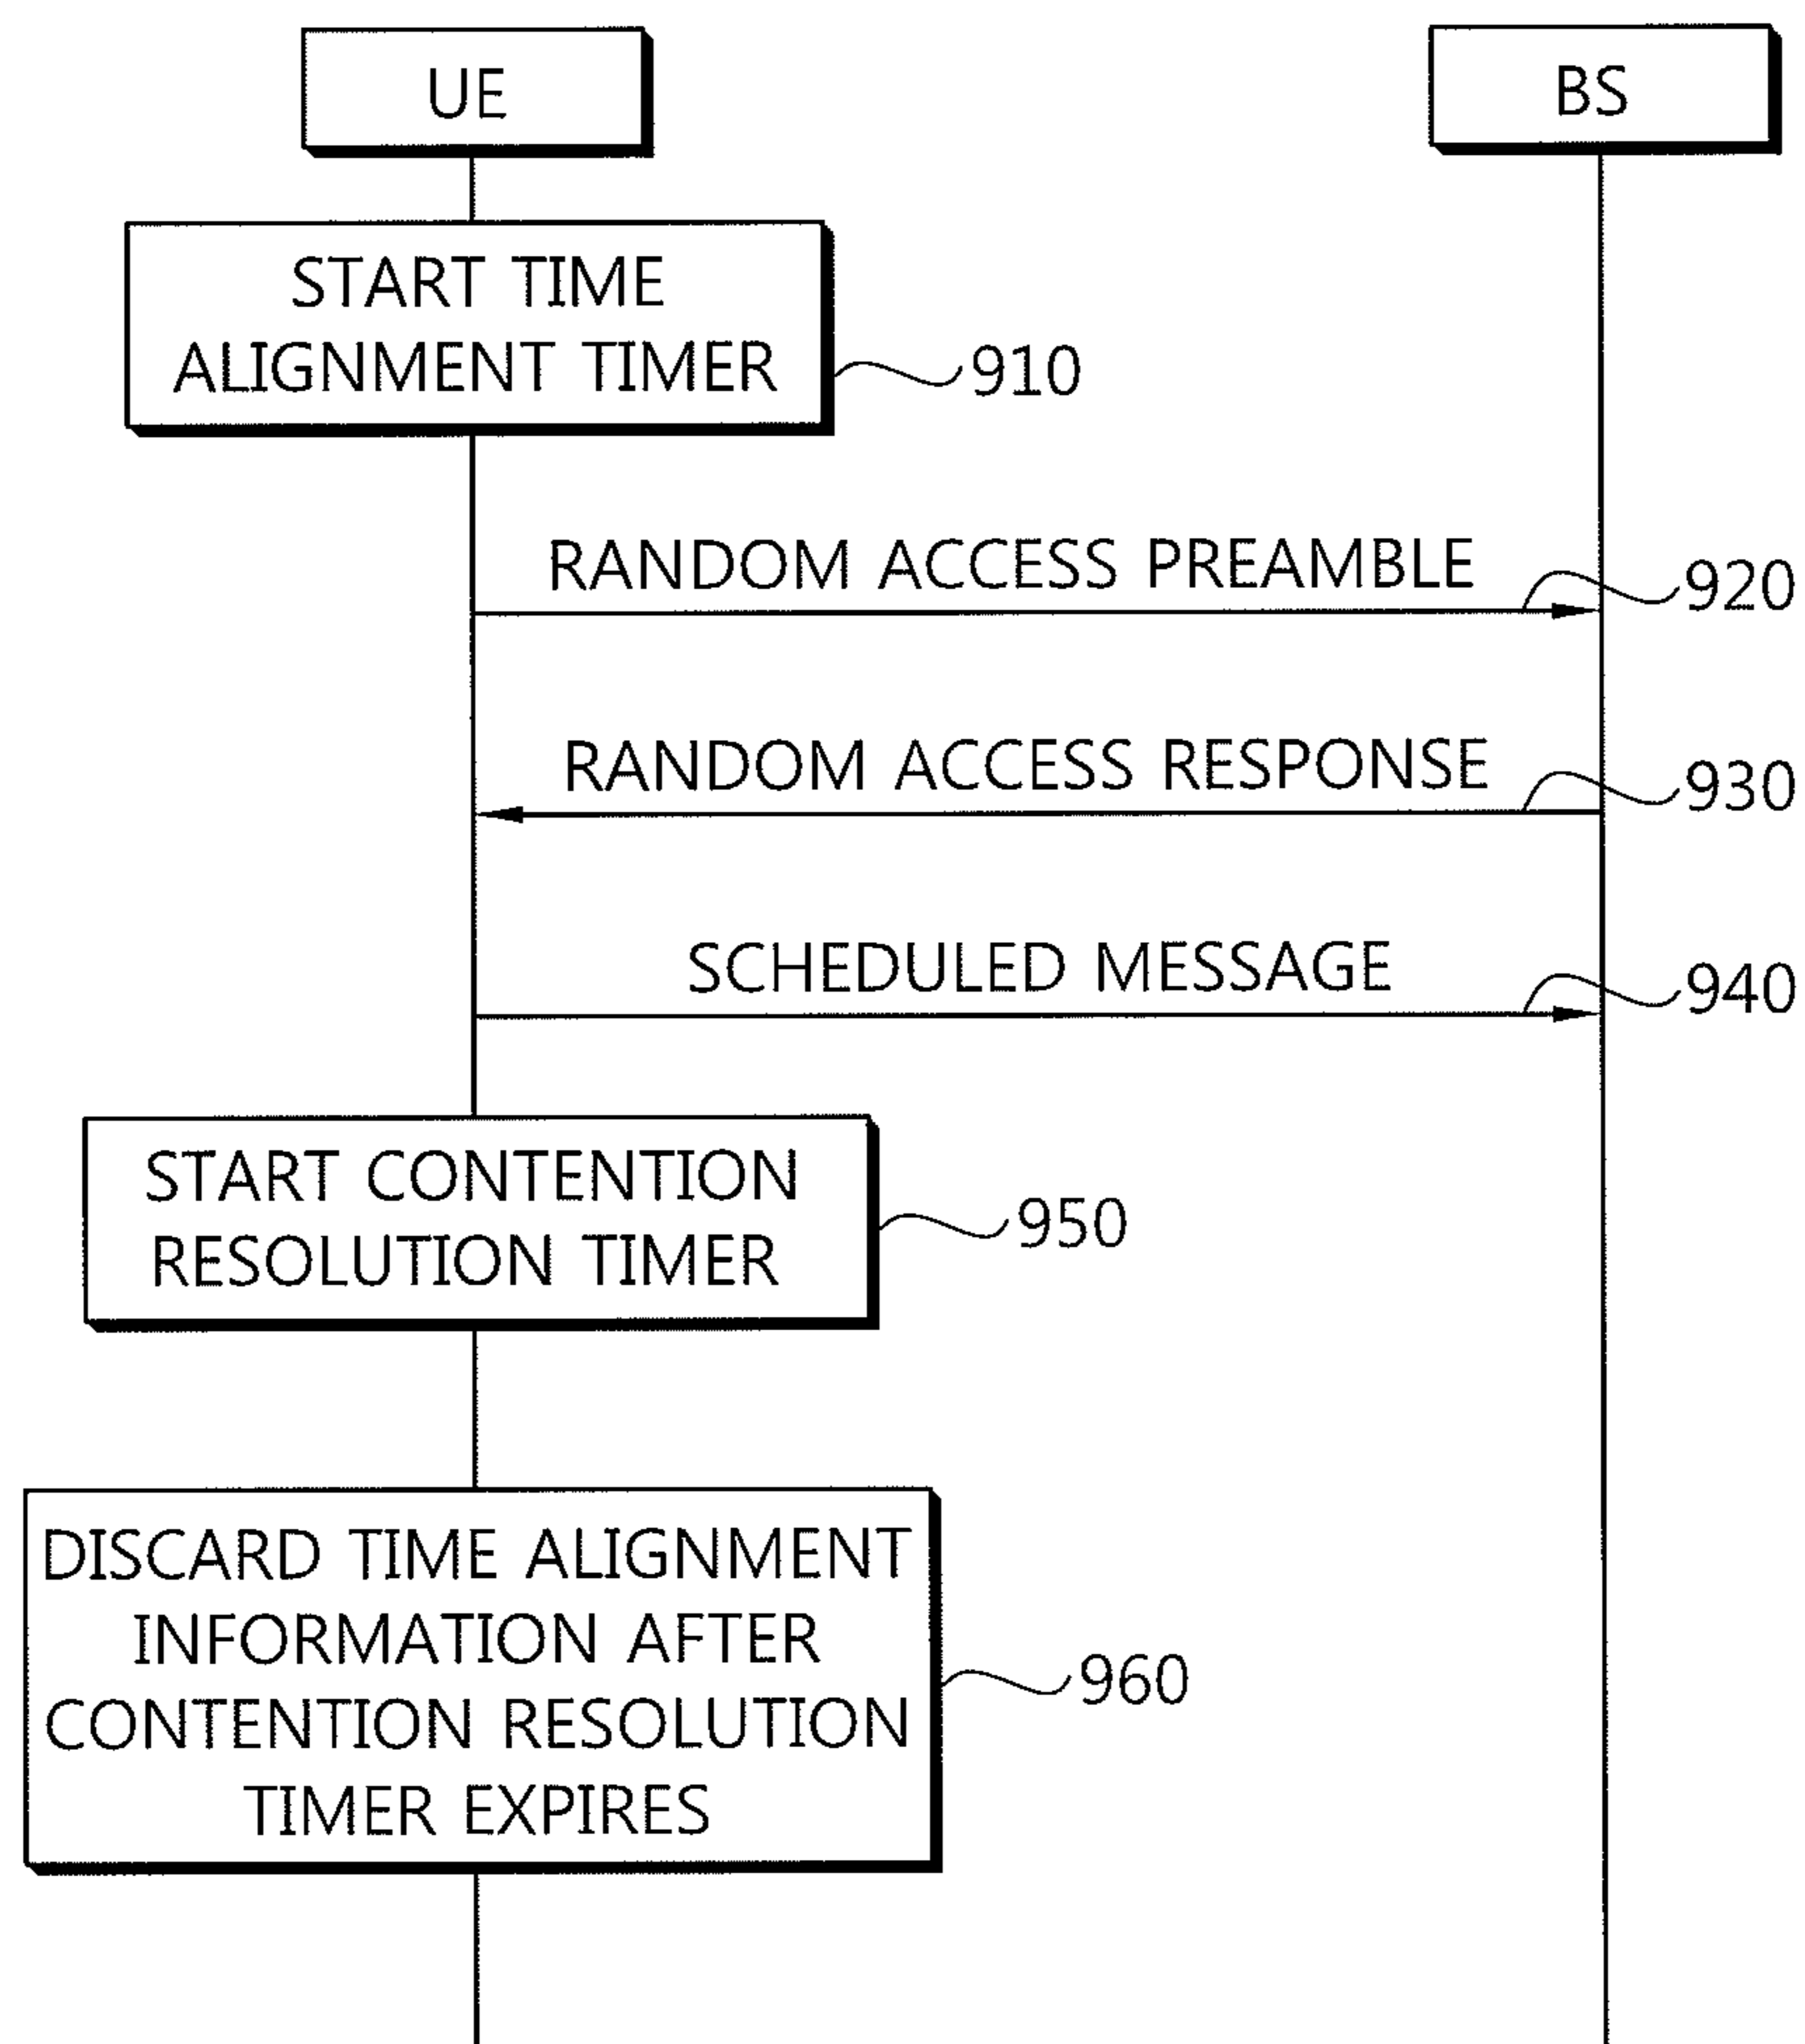 UE
BS
START TIME
ALIGNMENT TIMER
910
RANDOM ACCESS PREAMBLE
920
RANDOM ACCESS RESPONSE
930
SCHEDULED MESSAGE
940
START CONTENTION
RESOLUTION TIMER
950
DISCARD TIME ALIGNMENT
INFORMATION AFTER
CONTENTION RESOLUTION
TIMER EXPIRES
960